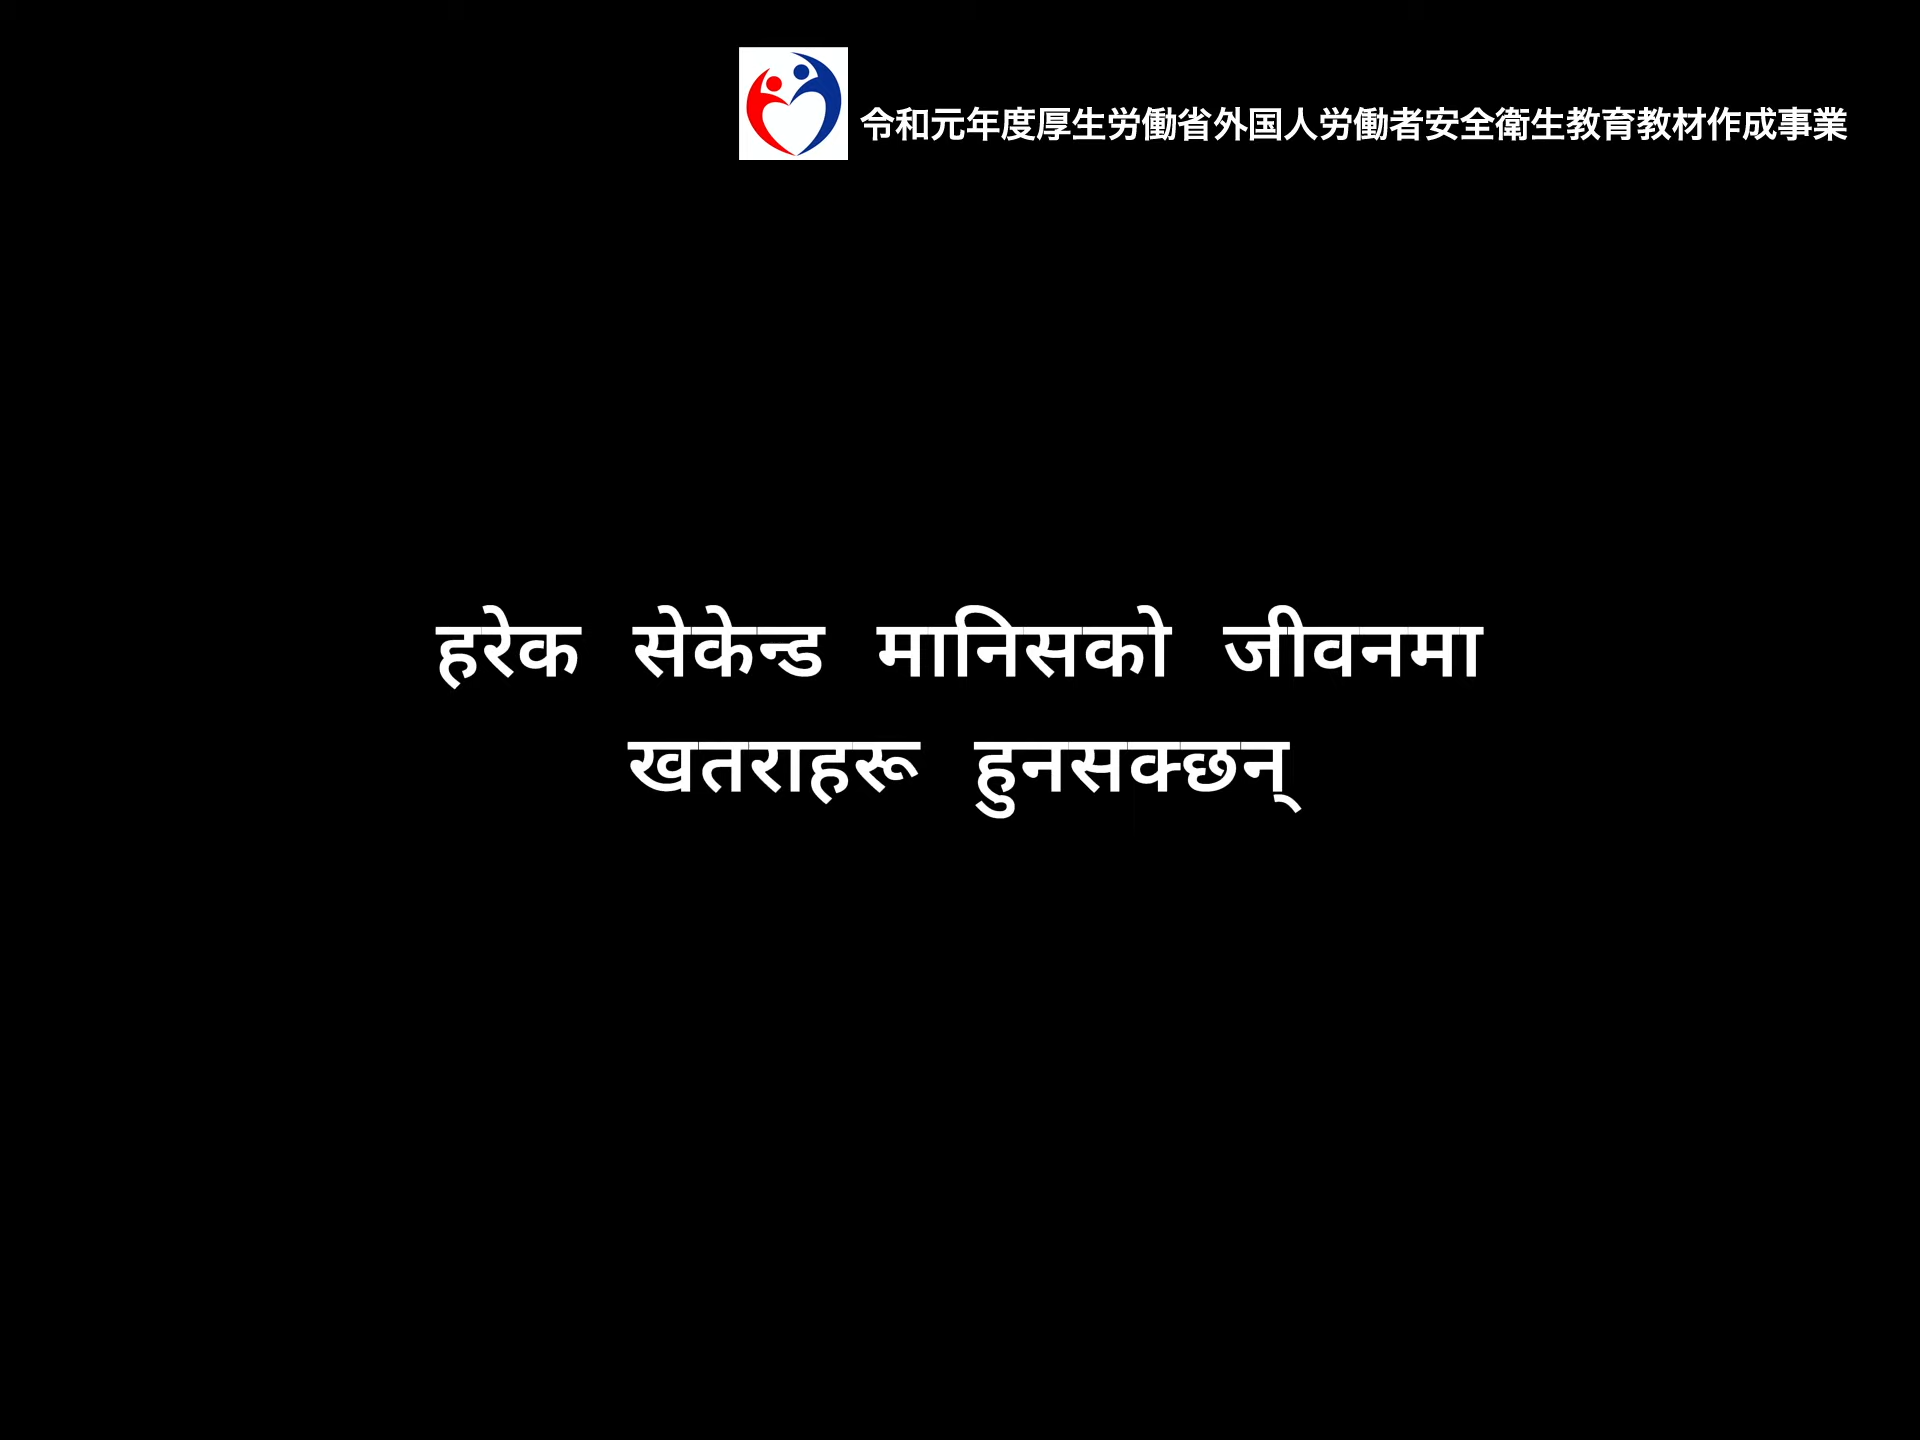 令和元年度厚生労働省外国人労働者安全衛生教育教材作成事業
हरेक सेकेन्ड मानिसको जीवनमा
खतराहरू हुनसक्छन्